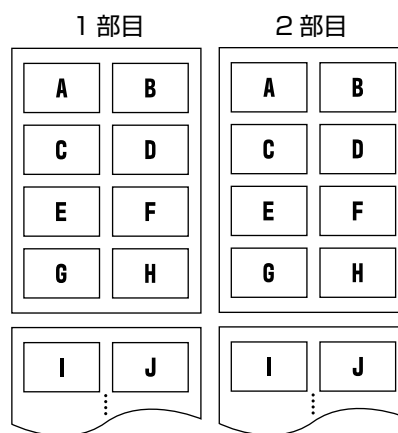 1部目 2部目
A B A B
C D C D
E F E F
G H G H
I J I J